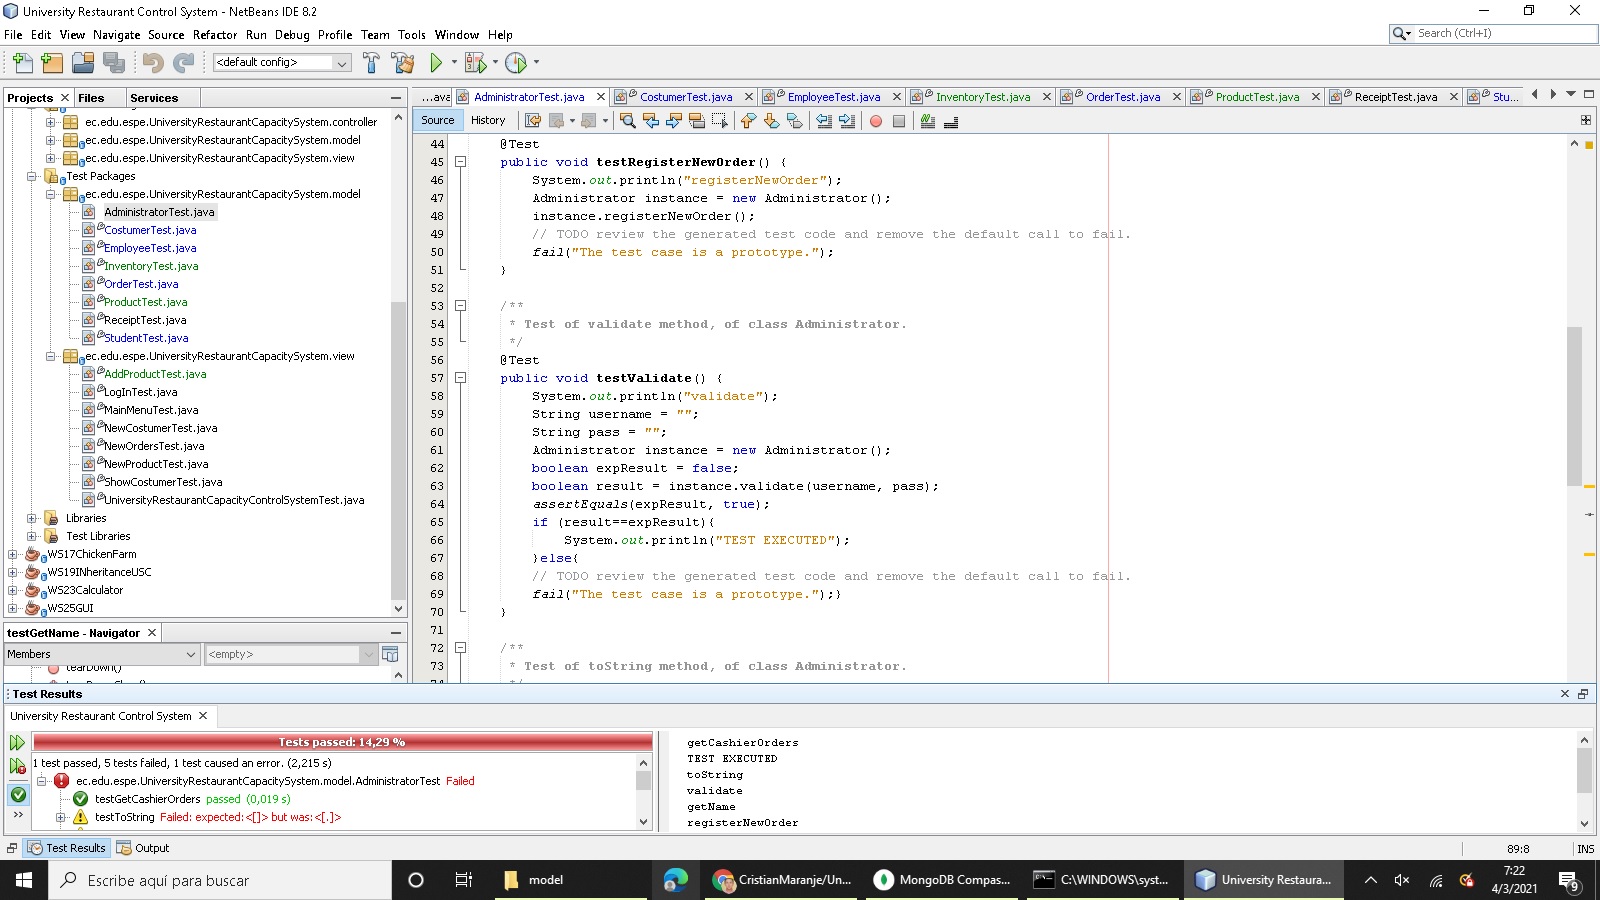 University Restaurant Control System - NetBeans IDE 8.2
File Edit View Navigate Source Refactor Run Debug Profile Team Tools Window Help
Search (Ctrl+I)
<default config>
Projects Files Services
ec.edu.espe.UniversityRestaurantCapacitySystem.controller
ec.edu.espe.UniversityRestaurantCapacitySystem.model
ec.edu.espe.UniversityRestaurantCapacitySystem.view
Test Packages
ec.edu.espe.UniversityRestaurantCapacitySystem.model
AdministratorTest.java
CostumerTest.java
EmployeeTest.java
InventoryTest.java
OrderTest.java
ProductTest.java
ReceiptTest.java
StudentTest.java
ec.edu.espe.UniversityRestaurantCapacitySystem.view
AddProductTest.java
LogInTest.java
MainMenuTest.java
NewCostumerTest.java
NewOrdersTest.java
NewProductTest.java
ShowCostumerTest.java
UniversityRestaurantCapacityControlSystemTest.java
Libraries
Test Libraries
WS17ChickenFarm
WS19INheritanceUSC
WS23Calculator
WS25GUI
testGetName - Navigator
Members <empty>
tearDown()
...ava AdministratorTest.java CostumerTest.java EmployeeTest.java InventoryTest.java OrderTest.java ProductTest.java ReceiptTest.java Stu...
Source History
44 @Test
45 public void testRegisterNewOrder() {
46 System.out.println("registerNewOrder");
47 Administrator instance = new Administrator();
48 instance.registerNewOrder();
49 // TODO review the generated test code and remove the default call to fail.
50 fail("The test case is a prototype.");
51 }
52
53 /**
54 * Test of validate method, of class Administrator.
55 */
56 @Test
57 public void testValidate() {
58 System.out.println("validate");
59 String username = "";
60 String pass = "";
61 Administrator instance = new Administrator();
62 boolean expResult = false;
63 boolean result = instance.validate(username, pass);
64 assertEquals(expResult, true);
65 if (result==expResult){
66 System.out.println("TEST EXECUTED");
67 }else{
68 // TODO review the generated test code and remove the default call to fail.
69 fail("The test case is a prototype.");}
70 }
71
72 /**
73 * Test of toString method, of class Administrator.
74 */
Test Results
University Restaurant Control System
Tests passed: 14,29 %
1 test passed, 5 tests failed, 1 test caused an error. (2,215 s)
ec.edu.espe.UniversityRestaurantCapacitySystem.model.AdministratorTest Failed
testGetCashierOrders passed (0,019 s)
testToString Failed: expected:<[]> but was:<[.]>
getCashierOrders
TEST EXECUTED
toString
validate
getName
registerNewOrder
Test Results Output
89:8 INS
Escribe aquí para buscar
model
CristianMaranje/Un...
MongoDB Compas...
C:\WINDOWS\syst...
University Restaura...
7:22
4/3/2021
9